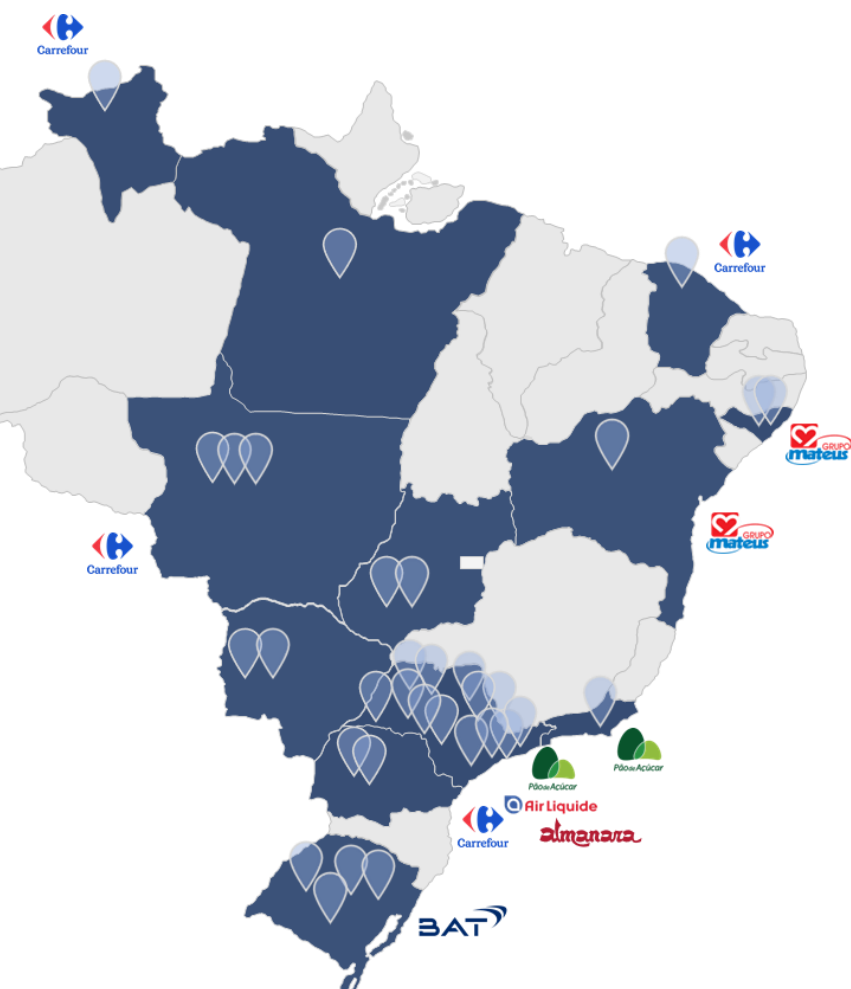 Carrefour
Carrefour
GRUPO
mateus
GRUPO
mateus
Carrefour
Pão de Açúcar
Pão de Açúcar
Air Liquide
Carrefour
almanara
BAT